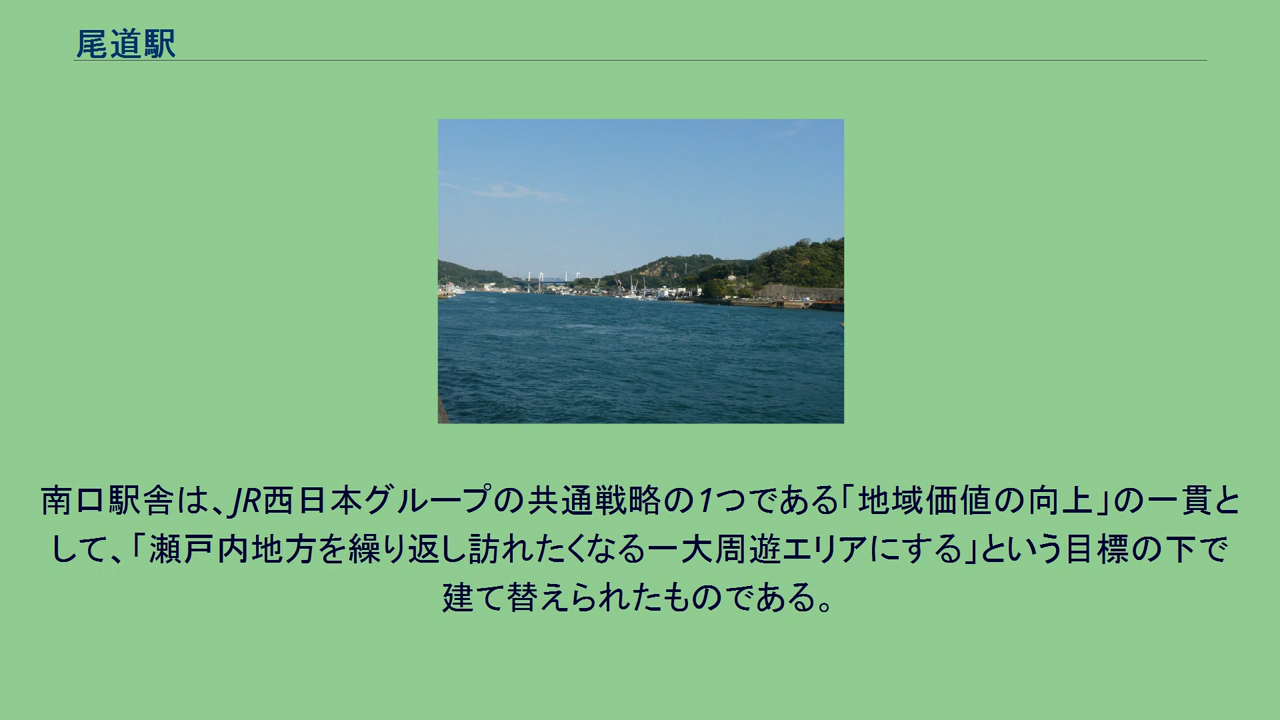 尾道駅
南口駅舎は、JR西日本グループの共通戦略の1つである「地域価値の向上」の一貫と
して、「瀬戸内地方を繰り返し訪れたくなる一大周遊エリアにする」という目標の下で
建て替えられたものである。